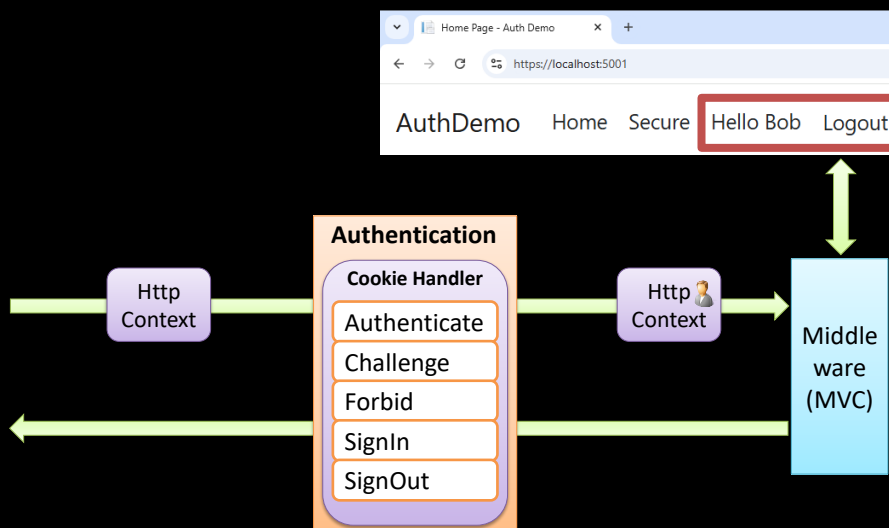 Home Page - Auth Demo
https://localhost:5001
AuthDemo Home Secure Hello Bob Logout
Authentication
Cookie Handler
Http
Context
Authenticate
Challenge
Forbid
SignIn
SignOut
Http
Context
Middle
ware
(MVC)